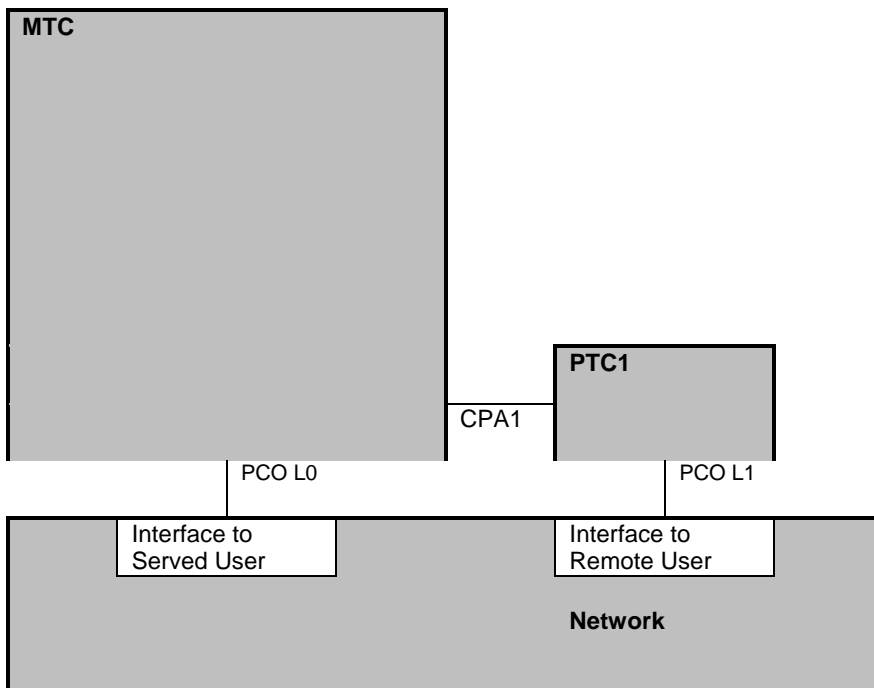 MTC
PTC1
CPA1
PCO L0
PCO L1
Interface to
Served User
Interface to
Remote User
Network